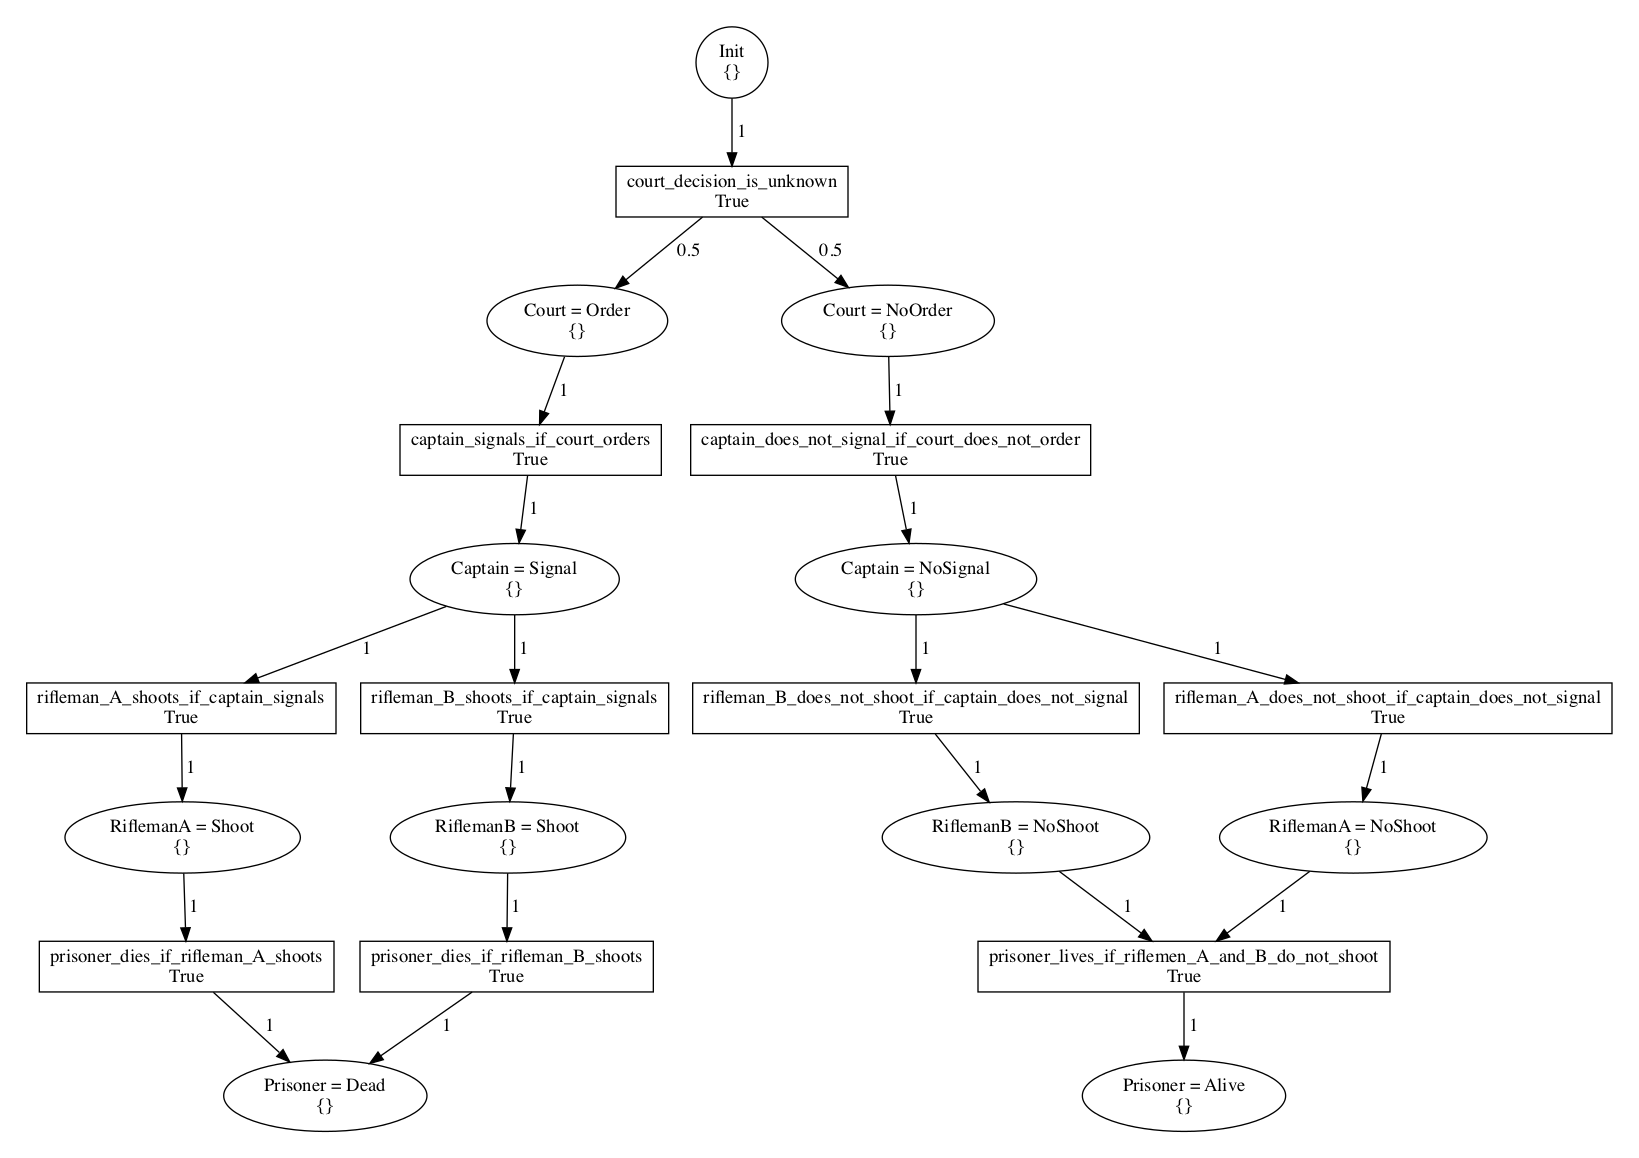 Init
{}
1
court_decision_is_unknown
True
0.5
0.5
Court = Order
{}
Court = NoOrder
{}
1
1
captain_signals_if_court_orders
True
captain_does_not_signal_if_court_does_not_order
True
1
1
Captain = Signal
{}
Captain = NoSignal
{}
1
1
1
1
rifleman_A_shoots_if_captain_signals
True
rifleman_B_shoots_if_captain_signals
True
rifleman_B_does_not_shoot_if_captain_does_not_signal
True
rifleman_A_does_not_shoot_if_captain_does_not_signal
True
1
1
1
1
RiflemanA = Shoot
{}
RiflemanB = Shoot
{}
RiflemanB = NoShoot
{}
RiflemanA = NoShoot
{}
1
1
1
1
prisoner_dies_if_rifleman_A_shoots
True
prisoner_dies_if_rifleman_B_shoots
True
prisoner_lives_if_riflemen_A_and_B_do_not_shoot
True
1
1
1
Prisoner = Dead
{}
Prisoner = Alive
{}